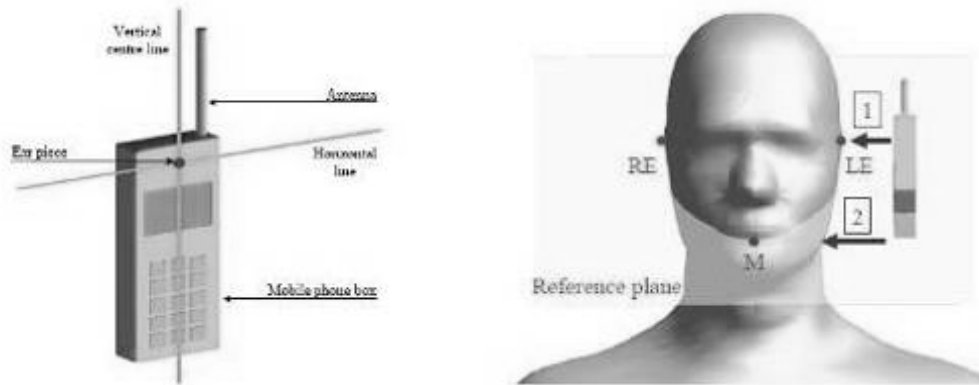 Vertical
centre line
Antenna
Ear piece
Horizontal
line
Mobile phone box
1
RE
LE
2
M
Reference plane